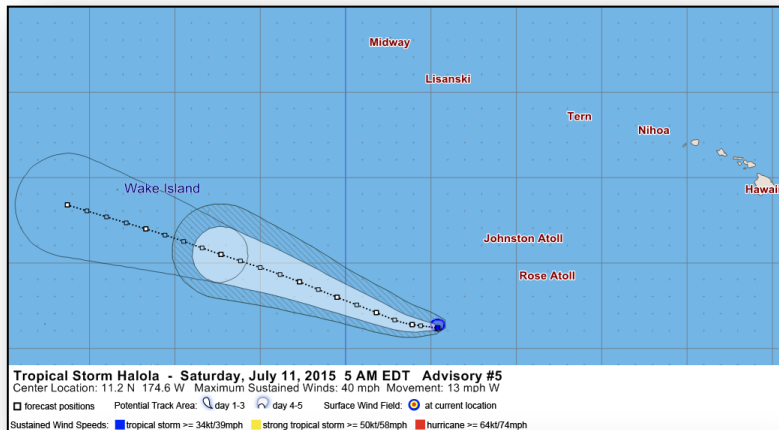 Midway
Lisanski
Tern
Nihoa
Wake Island
Hawaii
Johnston Atoll
Rose Atoll
Tropical Storm Halola - Saturday, July 11, 2015 5 AM EDT Advisory #5
Center Location: 11.2 N 174.6 W Maximum Sustained Winds: 40 mph Movement: 13 mph W
forecast positions Potential Track Area: day 1-3 day 4-5 Surface Wind Field: at current location
Sustained Wind Speeds: tropical storm >= 34kt/39mph strong tropical storm >= 50kt/58mph hurricane >= 64kt/74mph